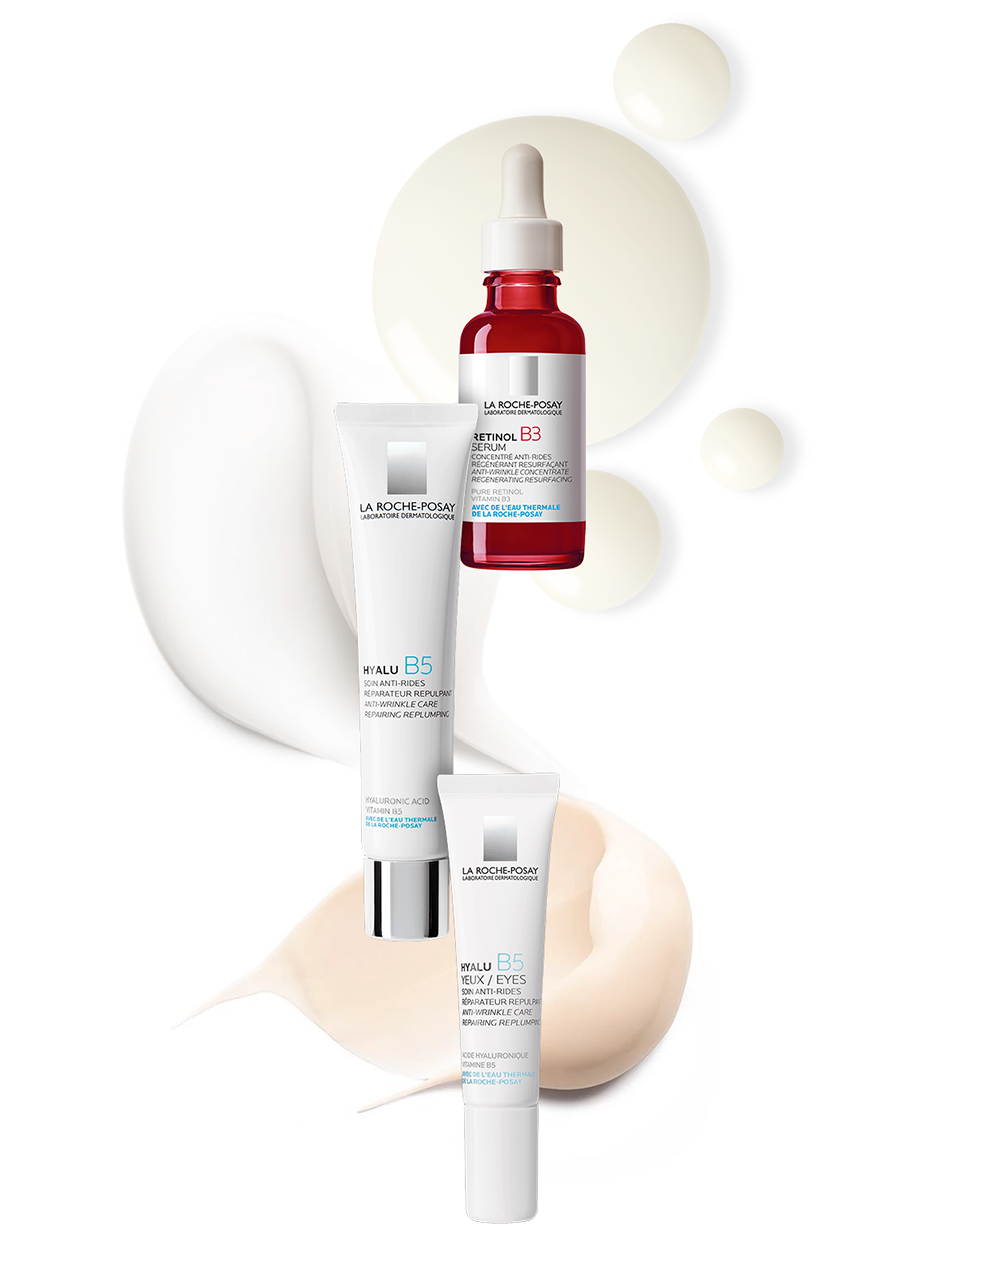 LA ROCHE-POSAY
LABORATOIRE DERMATOLOGIQUE
RETINOL B3
SERUM
CONCENTRÉ ANTI-RIDES
RÉGÉNÉRANT RESURFAÇANT
ANTI-WRINKLE CONCENTRATE
REGENERATING RESURFACING
PURE RETINOL
VITAMIN B3
AVEC DE L'EAU THERMALE
DE LA ROCHE-POSAY
LA ROCHE-POSAY
LABORATOIRE DERMATOLOGIQUE
HYALU B5
SOIN ANTI-RIDES
RÉPARATEUR REPULPANT
ANTI-WRINKLE CARE
REPAIRING REPLUMPING
HYALURONIC ACID
VITAMIN B5
AVEC DE L'EAU THERMALE
DE LA ROCHE-POSAY
LA ROCHE-POSAY
LABORATOIRE DERMATOLOGIQUE
HYALU B5
YEUX / EYES
SOIN ANTI-RIDES
RÉPARATEUR REPULPANT
ANTI-WRINKLE CARE
REPAIRING REPLUMPING
ACIDE HYALURONIQUE
VITAMINE B5
AVEC DE L'EAU THERMALE
DE LA ROCHE-POSAY